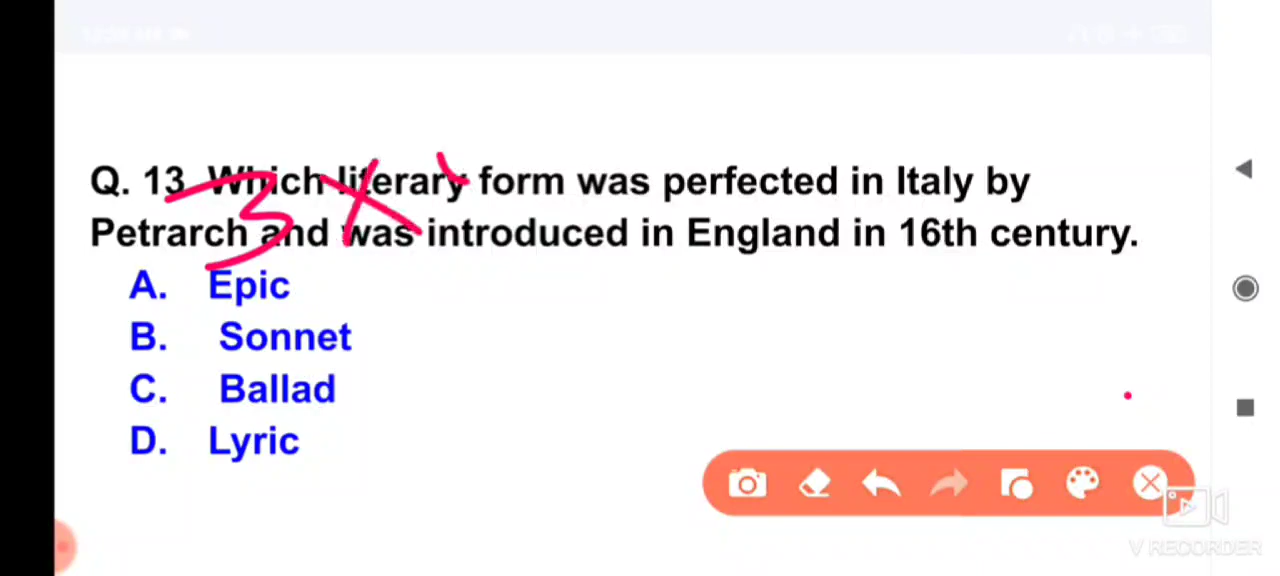 Q. 13 Which literary form was perfected in Italy by
Petrarch and was introduced in England in 16th century.
A. Epic
B. Sonnet
C. Ballad
D. Lyric
3 x
V RECORDER